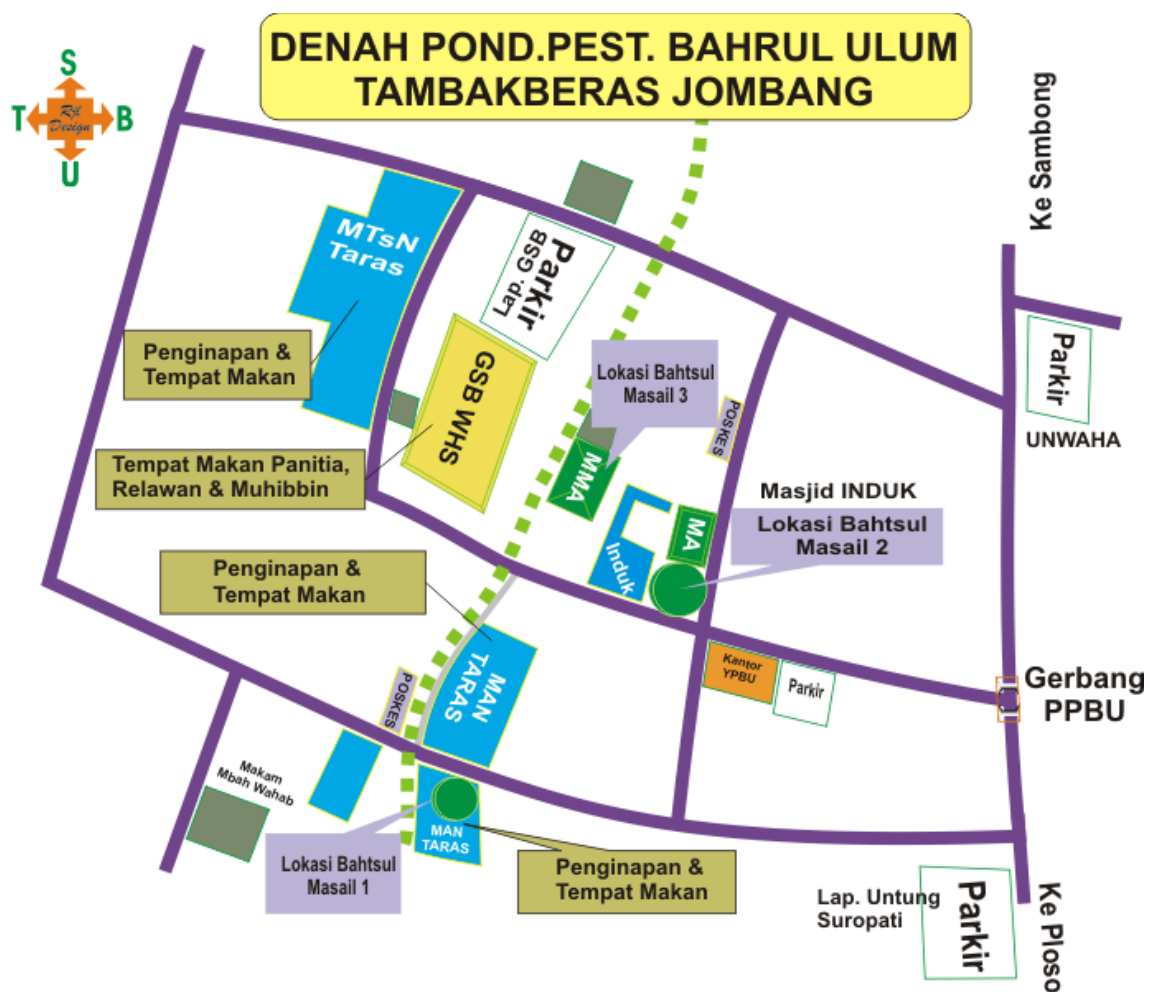 DENAH POND.PEST. BAHRUL ULUM
TAMBAKBERAS JOMBANG
S
T
Rjl
Design
B
U
Ke Sambong
MTsN
Taras
Parkir
Lap. GSB
Penginapan &
Tempat Makan
GSB WHS
Lokasi Bahtsul
Masail 3
POSKES
Parkir
UNWAHA
Tempat Makan Panitia,
Relawan & Muhibbin
MMA
Masjid INDUK
Lokasi Bahtsul
Masail 2
MA
Induk
Penginapan &
Tempat Makan
MAN
TARAS
POSKES
Kantor
YPBU
Parkir
Gerbang
PPBU
Makam
Mbah Wahab
MAN
TARAS
Lokasi Bahtsul
Masail 1
Penginapan &
Tempat Makan
Lap. Untung
Suropati
Parkir
Ke Ploso